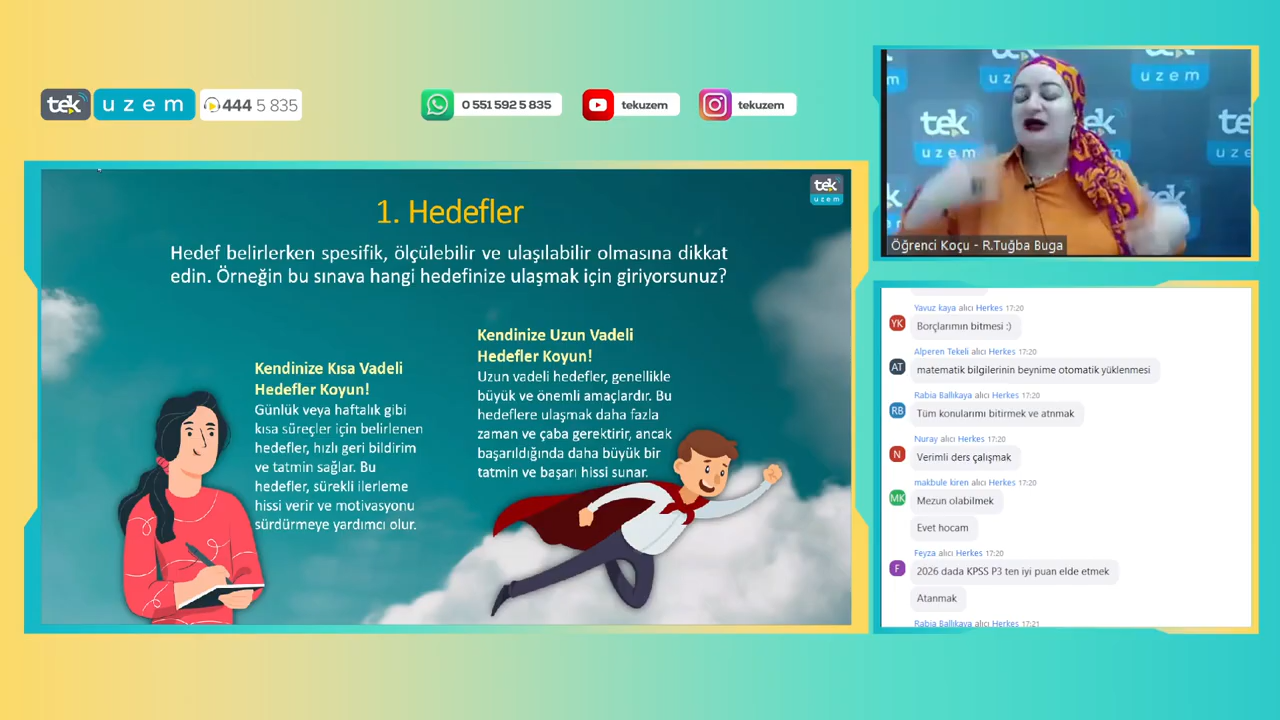 tek uzem 444 5 835
0 551 592 5 835
tekuzem
tekuzem
tek
uzem
1. Hedefler
Hedef belirlerken spesifik, ölçülebilir ve ulaşılabilir olmasına dikkat
edin. Örneğin bu sınava hangi hedefinize ulaşmak için giriyorsunuz?
Kendinize Kısa Vadeli
Hedefler Koyun!
Günlük veya haftalık gibi
kısa süreçler için belirlenen
hedefler, hızlı geri bildirim
ve tatmin sağlar. Bu
hedefler, sürekli ilerleme
hissi verir ve motivasyonu
sürdürmeye yardımcı olur.
Kendinize Uzun Vadeli
Hedefler Koyun!
Uzun vadeli hedefler, genellikle
büyük ve önemli amaçlardır. Bu
hedeflere ulaşmak daha fazla
zaman ve çaba gerektirir, ancak
başarıldığında daha büyük bir
tatmin ve başarı hissi sunar.
uzem
tek
uzem
Öğrenci Koçu - R.Tuğba Buga
Yavuz kaya alıcı Herkes 17:20
YK
Borçlarımın bitmesi :)
Alperen Tekeli alıcı Herkes 17:20
AT
matematik bilgilerinin beynime otomatik yüklenmesi
Rabia Ballıkaya alıcı Herkes 17:20
RB
Tüm konularımı bitirmek ve atnmak
Nuray alıcı Herkes 17:20
N
Verimli ders çalışmak
makbule kiren alıcı Herkes 17:20
MK
Mezun olabilmek
Evet hocam
Feyza alıcı Herkes 17:20
F
2026 dada KPSS P3 ten iyi puan elde etmek
Atanmak
Rabia Ballıkaya alıcı Herkes 17:21